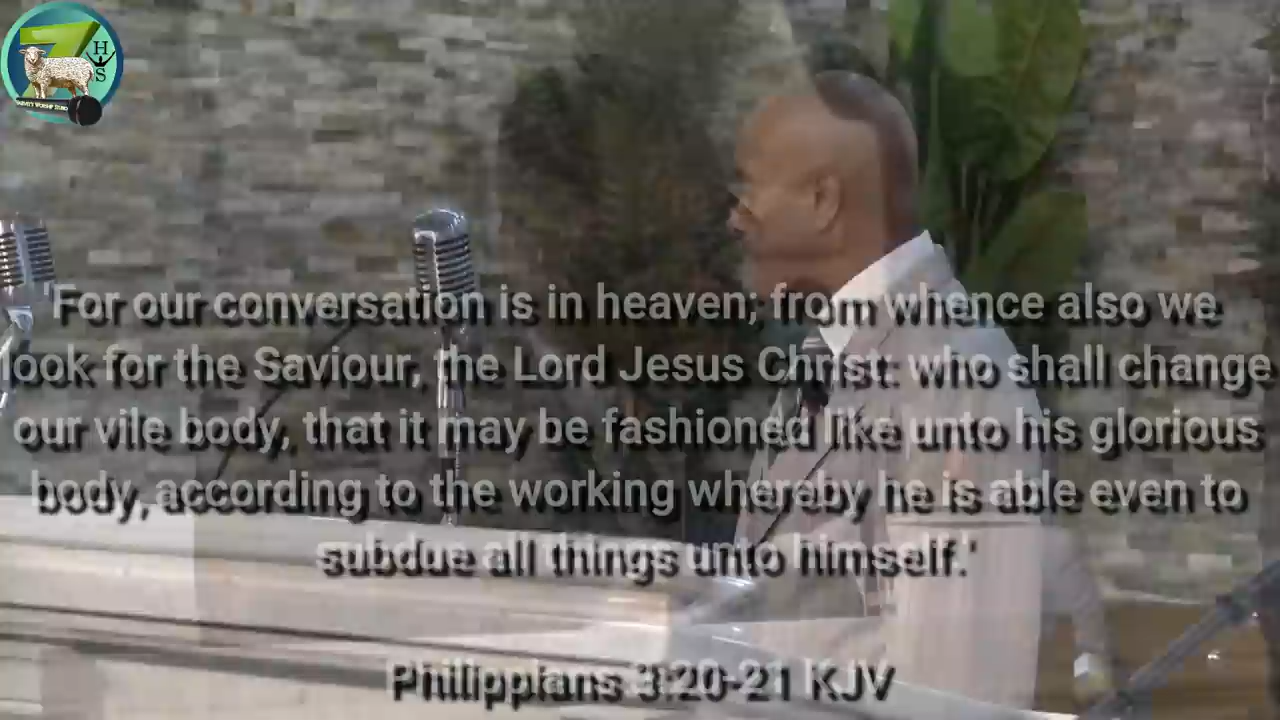 7
H
S
'For our conversation is in heaven; from whence also we
look for the Saviour, the Lord Jesus Christ: who shall change
our vile body, that it may be fashioned like unto his glorious
body, according to the working whereby he is able even to
subdue all things unto himself.'
Philippians 3:20-21 KJV